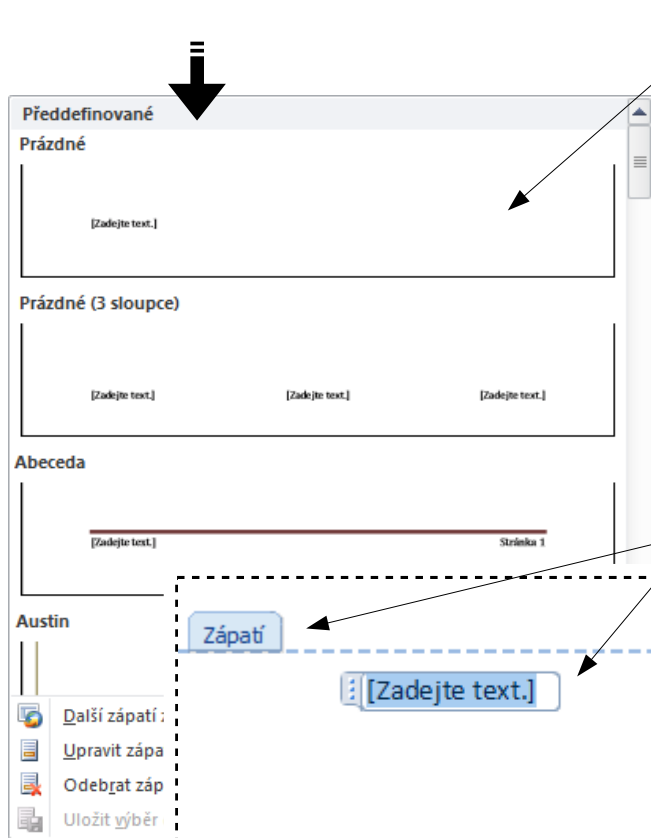 Předdefinované
Prázdné
[Zadejte text.]
Prázdné (3 sloupce)
[Zadejte text.] [Zadejte text.] [Zadejte text.]
Abeceda
[Zadejte text.] Stránka 1
Austin
Zápatí
[Zadejte text.]
Další zápatí
Upravit zápa
Odebrat záp
Uložit výběr